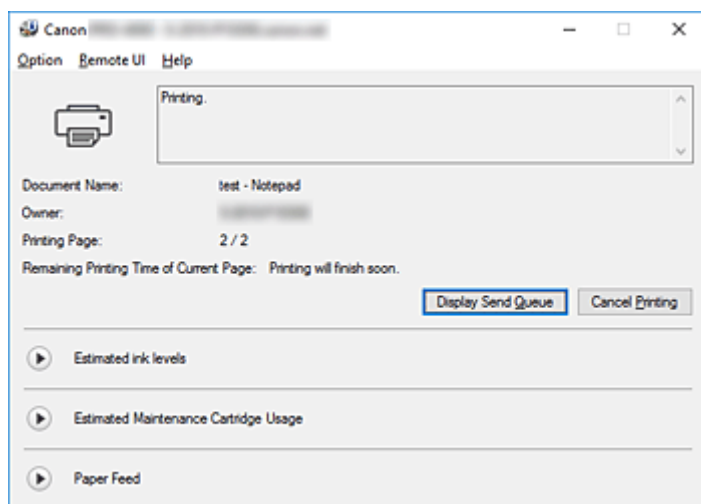 Canon
Option Remote UI Help
Printing.
Document Name: test - Notepad
Owner:
Printing Page: 2 / 2
Remaining Printing Time of Current Page: Printing will finish soon.
Display Send Queue Cancel Printing
Estimated ink levels
Estimated Maintenance Cartridge Usage
Paper Feed